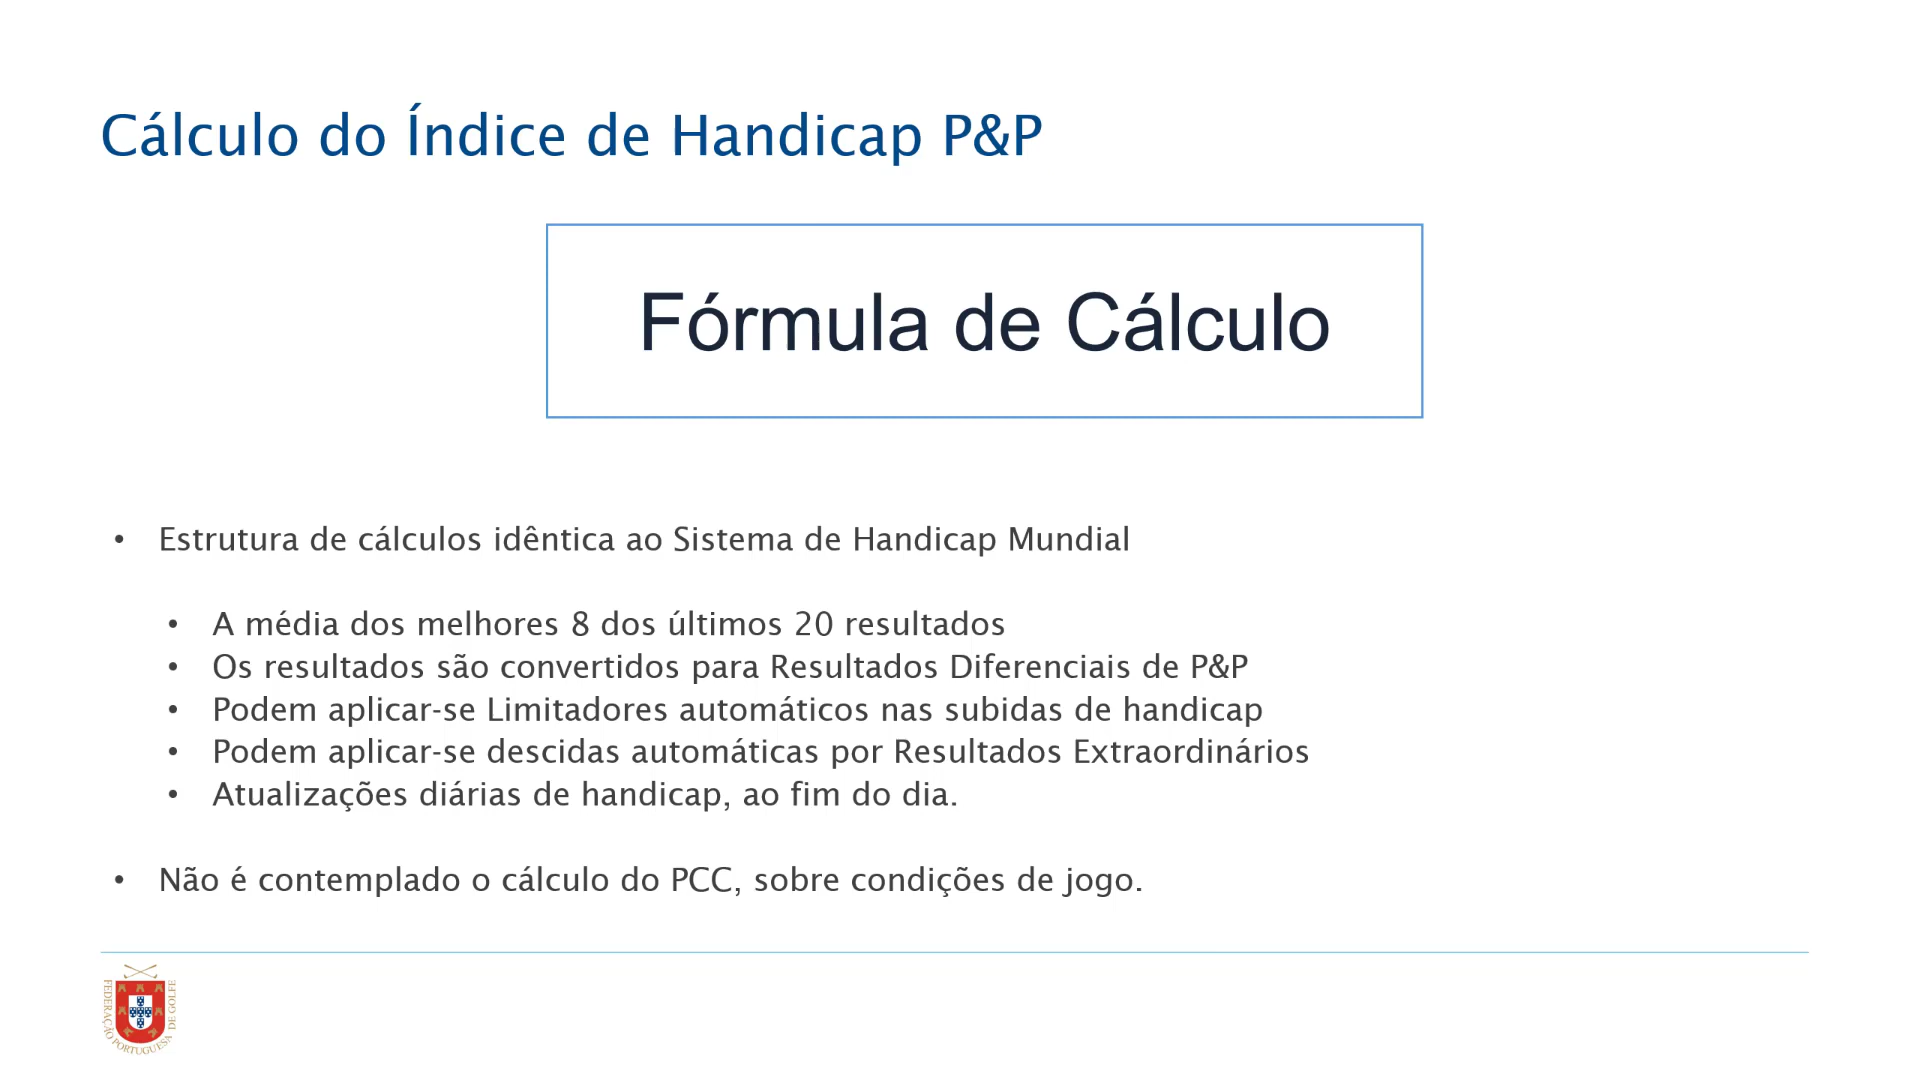 Cálculo do Índice de Handicap P&P
Fórmula de Cálculo
• Estrutura de cálculos idêntica ao Sistema de Handicap Mundial
• A média dos melhores 8 dos últimos 20 resultados
• Os resultados são convertidos para Resultados Diferenciais de P&P
• Podem aplicar-se Limitadores automáticos nas subidas de handicap
• Podem aplicar-se descidas automáticas por Resultados Extraordinários
• Atualizações diárias de handicap, ao fim do dia.
• Não é contemplado o cálculo do PCC, sobre condições de jogo.
FEDERAÇÃO PORTUGUESA DE GOLFE